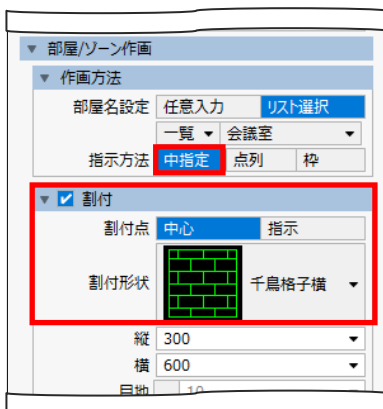 部屋/ゾーン作画
作画方法
部屋名設定 任意入力 リスト選択
一覧 会議室
指示方法 中指定 点列 枠
割付
割付点 中心 指示
割付形状 千鳥格子横
縦 300
横 600
目地 10